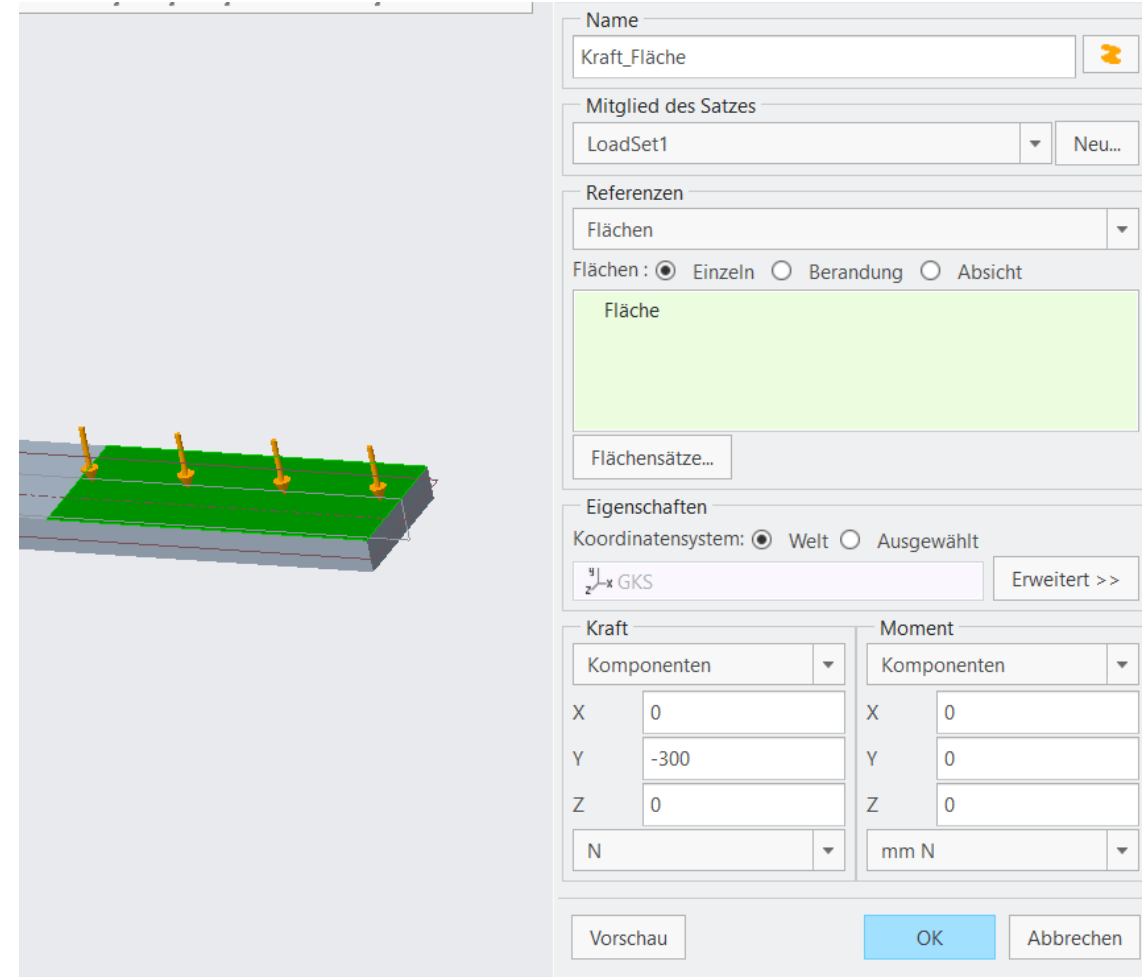 Name
Kraft_Fläche
Mitglied des Satzes
LoadSet1 Neu...
Referenzen
Flächen
Flächen : Einzeln Berandung Absicht
Fläche
Flächensätze...
Eigenschaften
Koordinatensystem: Welt Ausgewählt
y z x GKS Erweitert >>
Kraft Moment
Komponenten Komponenten
X 0 X 0
Y -300 Y 0
Z 0 Z 0
N mm N
Vorschau OK Abbrechen